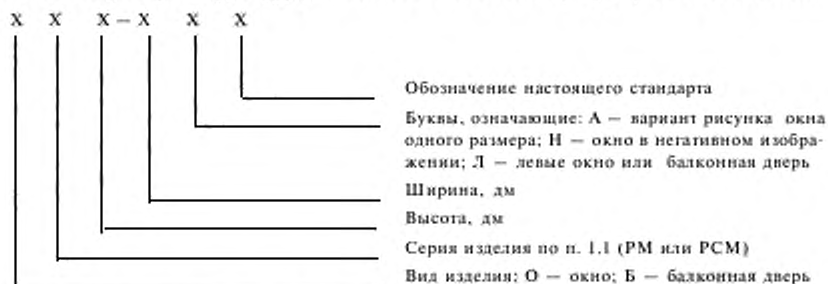 X X X – X X X
Обозначение настоящего стандарта
Буквы, означающие: А – вариант рисунка окна
одного размера; Н – окно в негативном изобра-
жении; Л – левые окно или балконная дверь
Ширина, дм
Высота, дм
Серия изделия по п. 1.1 (РМ или РСМ)
Вид изделия: О – окно; Б – балконная дверь